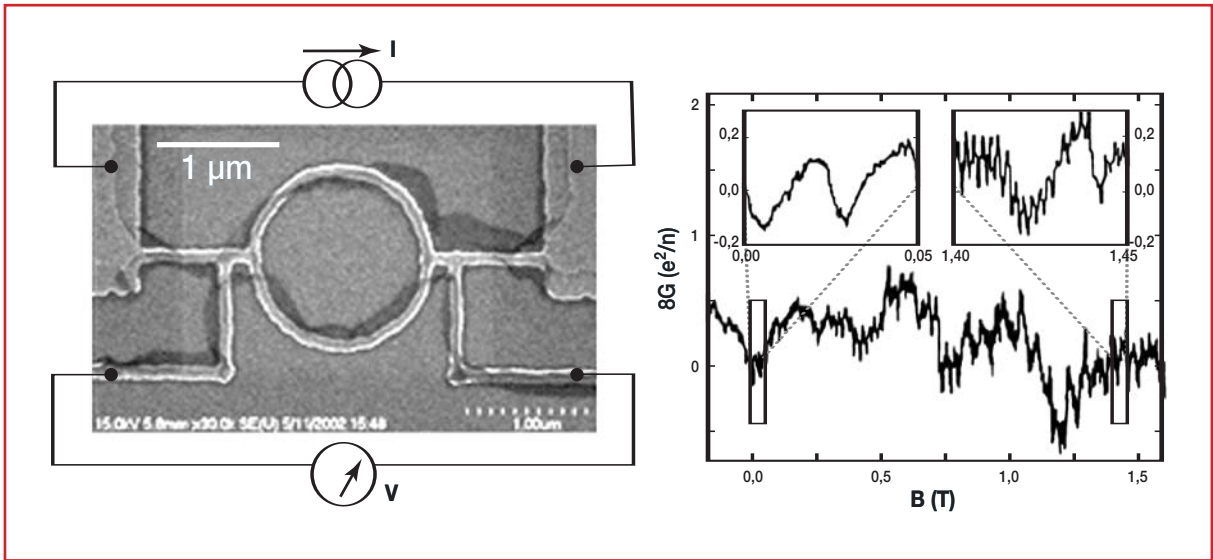 I
1 µm
15.0kV 5.8mm x30.0k SE(U) 5/11/2002 15:48
1.00um
V
8G (e²/n)
2
1
0
0,2
0,0
-0,2
0,00
0,05
0,2
0,0
-0,2
1,40
1,45
0,0
0,5
1,0
1,5
B (T)